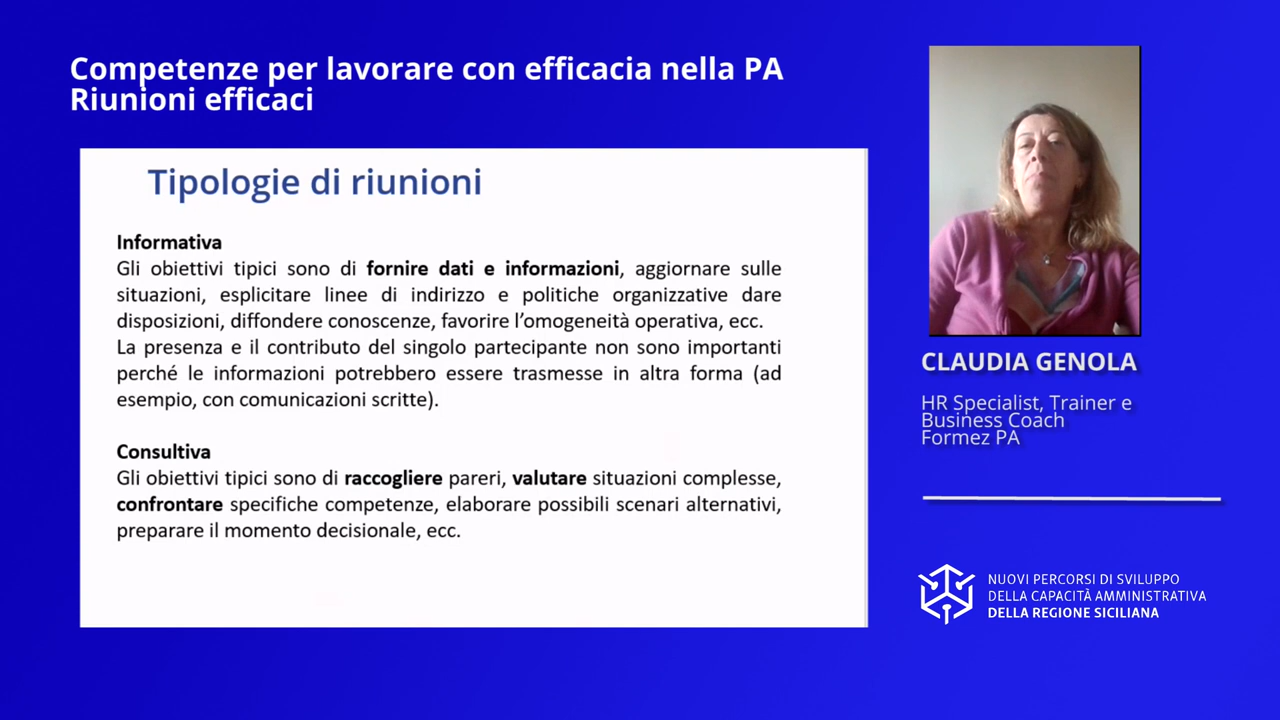 Competenze per lavorare con efficacia nella PA
Riunioni efficaci
Tipologie di riunioni
Informativa
Gli obiettivi tipici sono di fornire dati e informazioni, aggiornare sulle
situazioni, esplicitare linee di indirizzo e politiche organizzative dare
disposizioni, diffondere conoscenze, favorire l’omogeneità operativa, ecc.
La presenza e il contributo del singolo partecipante non sono importanti
perché le informazioni potrebbero essere trasmesse in altra forma (ad
esempio, con comunicazioni scritte).
Consultiva
Gli obiettivi tipici sono di raccogliere pareri, valutare situazioni complesse,
confrontare specifiche competenze, elaborare possibili scenari alternativi,
preparare il momento decisionale, ecc.
CLAUDIA GENOLA
HR Specialist, Trainer e
Business Coach
Formez PA
NUOVI PERCORSI DI SVILUPPO
DELLA CAPACITÀ AMMINISTRATIVA
DELLA REGIONE SICILIANA